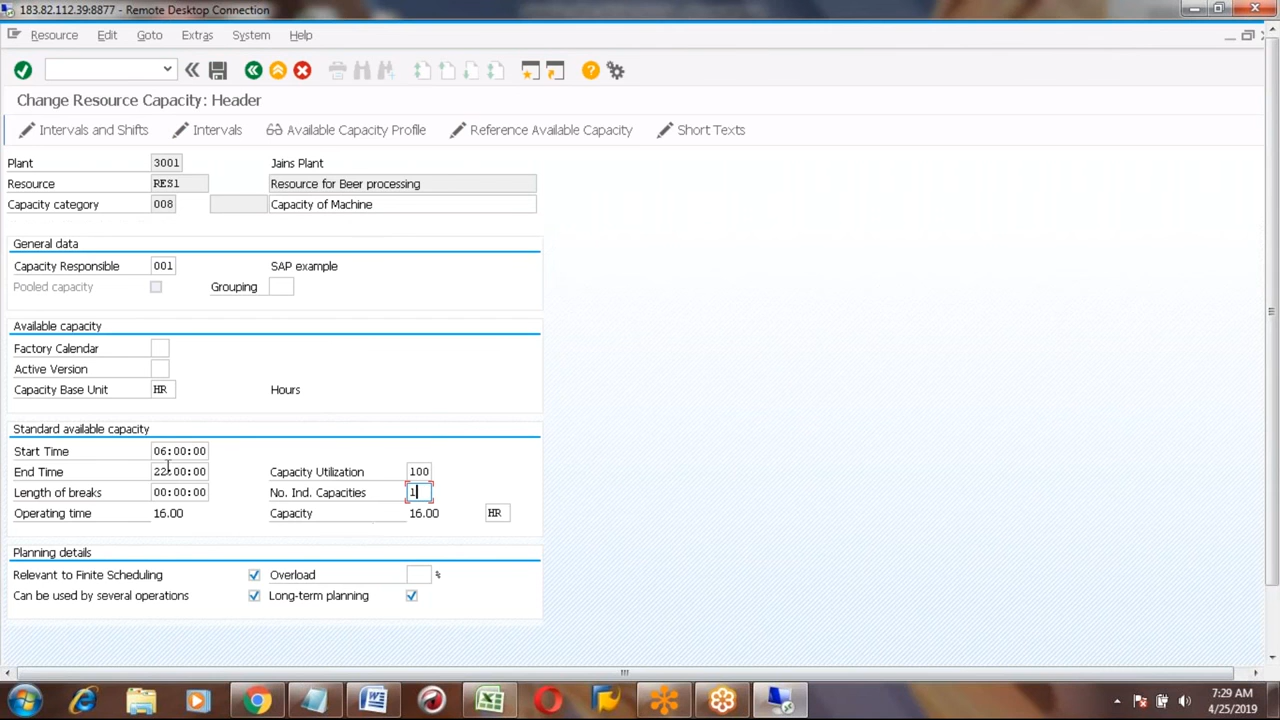 183.82.112.39:8877 - Remote Desktop Connection
Resource Edit Goto Extras System Help
Change Resource Capacity: Header
Intervals and Shifts Intervals Available Capacity Profile Reference Available Capacity Short Texts
Plant 3001 Jains Plant
Resource RES1 Resource for Beer processing
Capacity category 008 Capacity of Machine
General data
Capacity Responsible 001 SAP example
Pooled capacity Grouping
Available capacity
Factory Calendar
Active Version
Capacity Base Unit HR Hours
Standard available capacity
Start Time 06:00:00
End Time 22:00:00 Capacity Utilization 100
Length of breaks 00:00:00 No. Ind. Capacities 1
Operating time 16.00 Capacity 16.00 HR
Planning details
Relevant to Finite Scheduling Overload %
Can be used by several operations Long-term planning
7:29 AM
4/25/2019